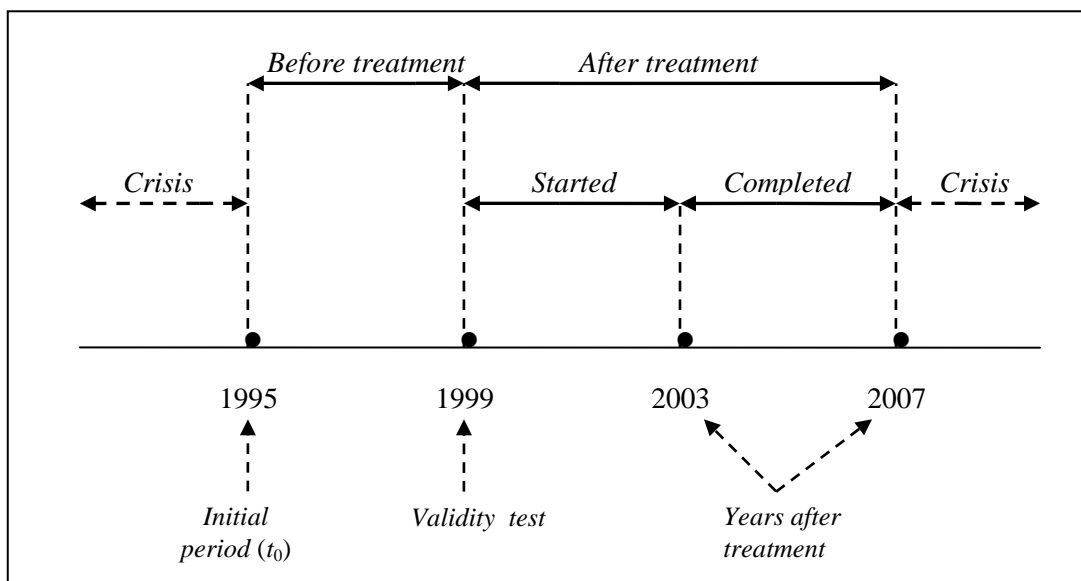 Before treatment After treatment
Crisis Started Completed Crisis
1995 1999 2003 2007
Initial Validity test Years after
period (t₀) treatment